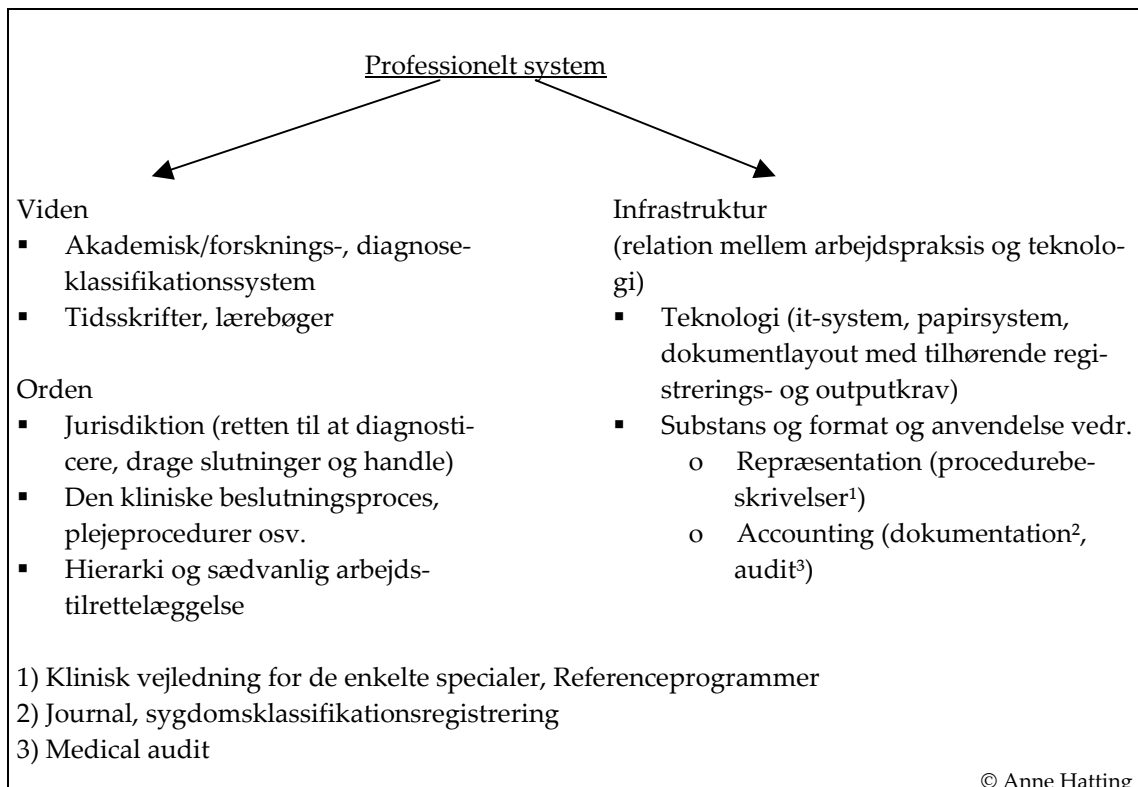 Professionelt system
Viden
▪ Akademisk/forsknings-, diagnose-
klassifikationssystem
▪ Tidsskrifter, lærebøger
Orden
▪ Jurisdiktion (retten til at diagnosti-
cere, drage slutninger og handle)
▪ Den kliniske beslutningsproces,
plejeprocedurer osv.
▪ Hierarki og sædvanlig arbejds-
tilrettelæggelse
Infrastruktur
(relation mellem arbejdspraksis og teknolo-
gi)
▪ Teknologi (it-system, papirsystem,
dokumentlayout med tilhørende regi-
strerings- og outputkrav)
▪ Substans og format og anvendelse vedr.
o Repræsentation (procedurebe-
skrivelser¹)
o Accounting (dokumentation²,
audit³)
1) Klinisk vejledning for de enkelte specialer, Referenceprogrammer
2) Journal, sygdomsklassifikationsregistrering
3) Medical audit
© Anne Hatting